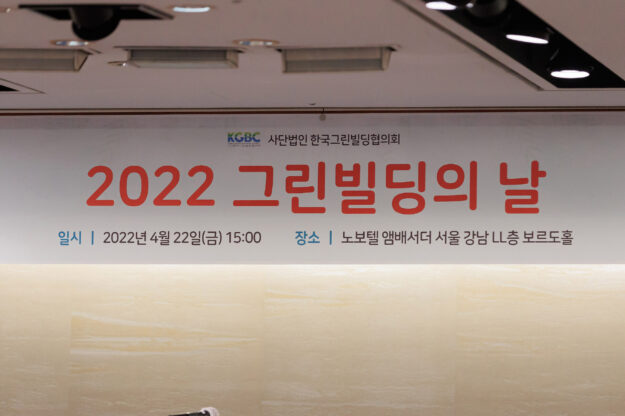 KGBC 사단법인 한국그린빌딩협의회
2022 그린빌딩의 날
일시 | 2022년 4월 22일(금) 15:00 장소 | 노보텔 앰배서더 서울 강남 LL층 보르도홀